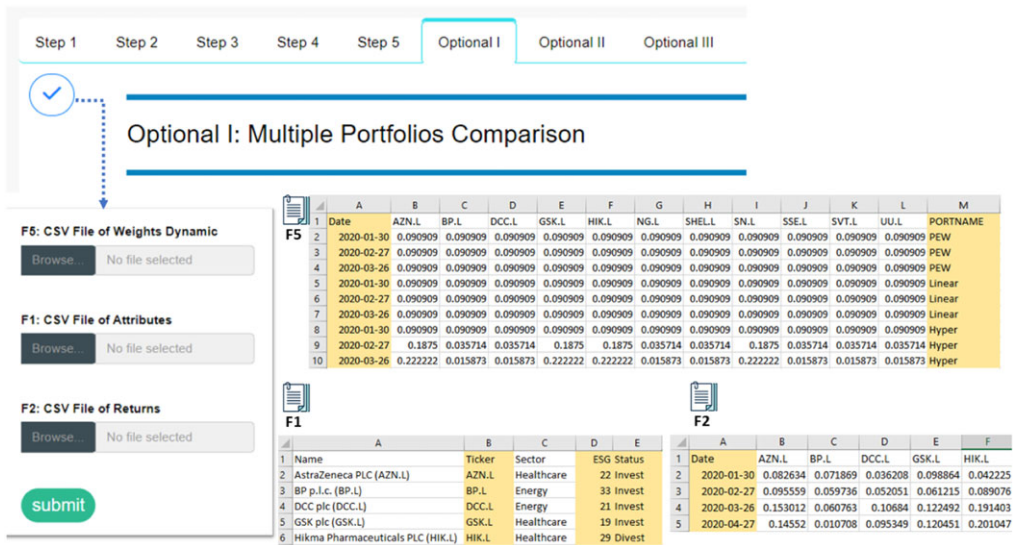 Step 1 Step 2 Step 3 Step 4 Step 5 Optional I Optional II Optional III
Optional I: Multiple Portfolios Comparison
F5: CSV File of Weights Dynamic
Browse... No file selected
F1: CSV File of Attributes
Browse... No file selected
F2: CSV File of Returns
Browse... No file selected
submit
F5
A B C D E F G H I J K L M
1 Date AZN.L BP.L DCC.L GSK.L HIK.L NG.L SHEL.L SN.L SSE.L SVT.L UU.L PORTNAME
2 2020-01-30 0.090909 0.090909 0.090909 0.090909 0.090909 0.090909 0.090909 0.090909 0.090909 0.090909 0.090909 PEW
3 2020-02-27 0.090909 0.090909 0.090909 0.090909 0.090909 0.090909 0.090909 0.090909 0.090909 0.090909 0.090909 PEW
4 2020-03-26 0.090909 0.090909 0.090909 0.090909 0.090909 0.090909 0.090909 0.090909 0.090909 0.090909 0.090909 PEW
5 2020-01-30 0.090909 0.090909 0.090909 0.090909 0.090909 0.090909 0.090909 0.090909 0.090909 0.090909 0.090909 Linear
6 2020-02-27 0.090909 0.090909 0.090909 0.090909 0.090909 0.090909 0.090909 0.090909 0.090909 0.090909 0.090909 Linear
7 2020-03-26 0.090909 0.090909 0.090909 0.090909 0.090909 0.090909 0.090909 0.090909 0.090909 0.090909 0.090909 Linear
8 2020-01-30 0.090909 0.090909 0.090909 0.090909 0.090909 0.090909 0.090909 0.090909 0.090909 0.090909 0.090909 Hyper
9 2020-02-27 0.1875 0.035714 0.035714 0.1875 0.1875 0.035714 0.035714 0.1875 0.035714 0.035714 0.035714 Hyper
10 2020-03-26 0.222222 0.015873 0.015873 0.222222 0.222222 0.015873 0.015873 0.222222 0.015873 0.015873 0.015873 Hyper
F1
A B C D E
1 Name Ticker Sector ESG Status
2 AstraZeneca PLC (AZN.L) AZN.L Healthcare 22 Invest
3 BP p.l.c. (BP.L) BP.L Energy 33 Invest
4 DCC plc (DCC.L) DCC.L Energy 21 Invest
5 GSK plc (GSK.L) GSK.L Healthcare 19 Invest
6 Hikma Pharmaceuticals PLC (HIK.L) HIK.L Healthcare 29 Divest
F2
A B C D E F
1 Date AZN.L BP.L DCC.L GSK.L HIK.L
2 2020-01-30 0.082634 0.071869 0.036208 0.098864 0.042225
3 2020-02-27 0.095559 0.059736 0.052051 0.061215 0.089076
4 2020-03-26 0.153012 0.060763 0.10684 0.122492 0.191403
5 2020-04-27 0.14552 0.010708 0.095349 0.120451 0.201047